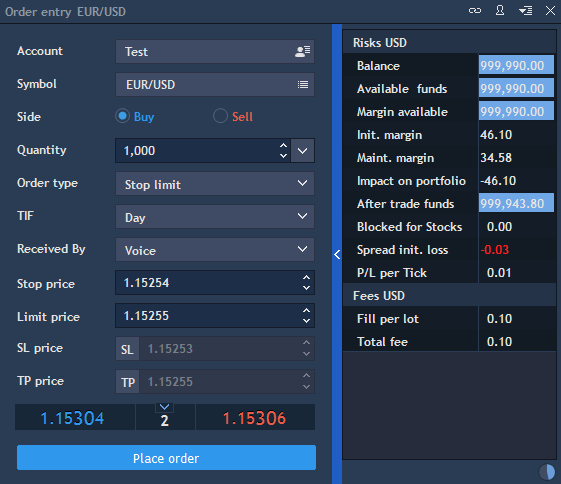 Order entry EUR/USD
Account Test
Symbol EUR/USD
Side Buy Sell
Quantity 1,000
Order type Stop limit
TIF Day
Received By Voice
Stop price 1.15254
Limit price 1.15255
SL price SL 1.15253
TP price TP 1.15255
1.15304 2 1.15306
Place order
Risks USD
Balance 999,990.00
Available funds 999,990.00
Margin available 999,990.00
Init. margin 46.10
Maint. margin 34.58
Impact on portfolio -46.10
After trade funds 999,943.80
Blocked for Stocks 0.00
Spread init. loss -0.03
P/L per Tick 0.01
Fees USD
Fill per lot 0.10
Total fee 0.10